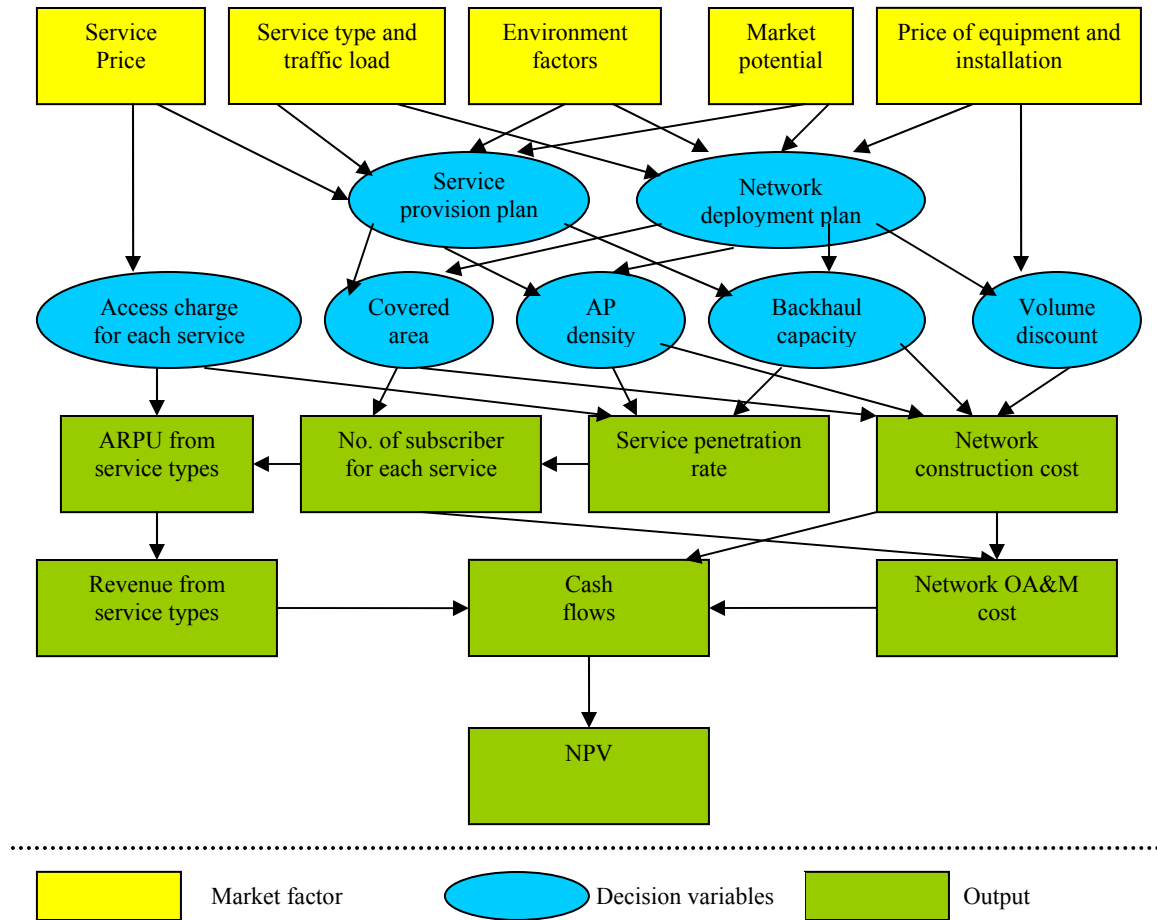 Service
Price
Service type and
traffic load
Environment
factors
Market
potential
Price of equipment and
installation
Service
provision plan
Network
deployment plan
Access charge
for each service
Covered
area
AP
density
Backhaul
capacity
Volume
discount
ARPU from
service types
No. of subscriber
for each service
Service penetration
rate
Network
construction cost
Revenue from
service types
Cash
flows
Network OA&M
cost
NPV
Market factor
Decision variables
Output